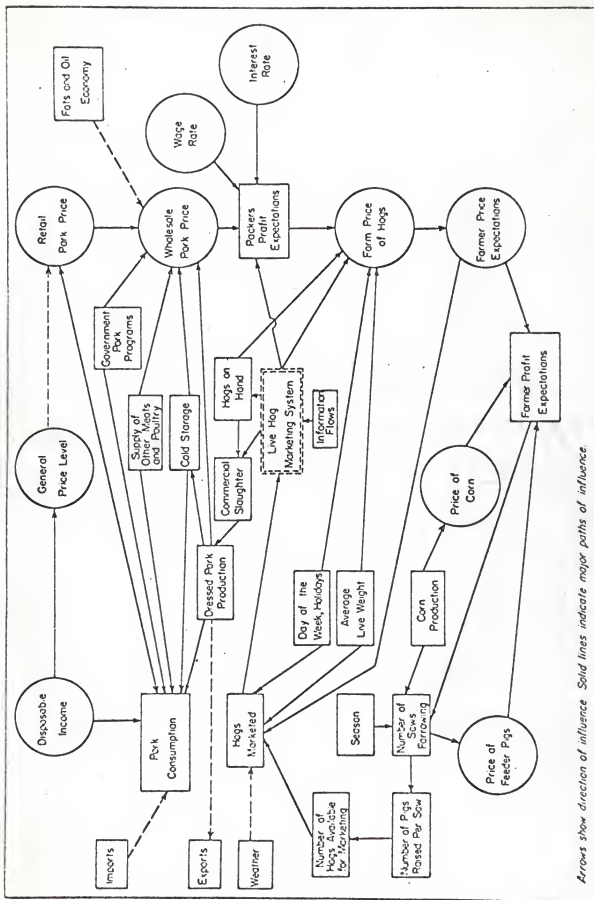 Fats and Oil
Economy
Interest
Rate
Wage
Rate
Retail
Pork Price
Wholesale
Pork Price
Packers
Profit
Expectations
Farm Price
of Hogs
Farmer Price
Expectations
Government
Pork
Programs
Supply of
Other Meats
and Poultry
Cold Storage
Hogs on
Hand
Live Hog
Marketing System
Information
Flows
Farmer Profit
Expectations
General
Price Level
Commercial
Slaughter
Dressed Pork
Production
Day of the
Week, Holidays
Average
Live Weight
Price of
Corn
Corn
Production
Disposable
Income
Pork
Consumption
Hogs
Marketed
Season
Number of
Sows
Farrowing
Price of
Feeder Pigs
Imports
Exports
Weather
Number of
Hogs Available
for Marketing
Number of Pigs
Raised Per Sow
Arrows show direction of influence. Solid lines indicate major paths of influence.